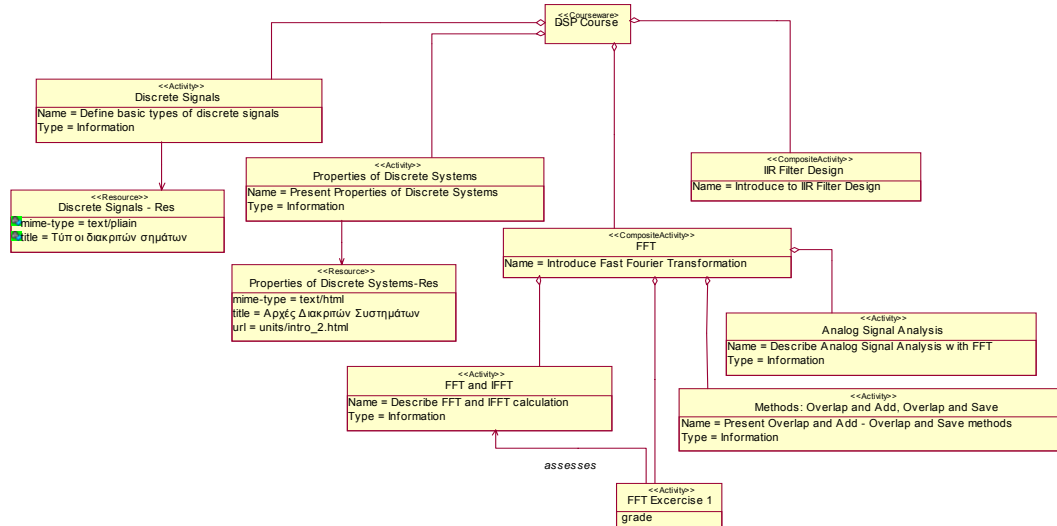 <<Courseware>
DSP Course
<<Activity>>
Discrete Signals
Name = Define basic types of discrete signals
Type = Information
<<Activity>>
Properties of Discrete Systems
Name = Present Properties of Discrete Systems
Type = Information
<<CompositeActivity>>
IIR Filter Design
Name = Introduce to IIR Filter Design
<<Resource>>
Discrete Signals - Res
mime-type = text/pliain
title = Τύποι διακριτών σημάτων
<<CompositeActivity>>
FFT
Name = Introduce Fast Fourier Transformation
<<Resource>>
Properties of Discrete Systems-Res
mime-type = text/html
title = Αρχές Διακριτών Συστημάτων
url = units/intro_2.html
<<Activity>>
Analog Signal Analysis
Name = Describe Analog Signal Analysis with FFT
Type = Information
<<Activity>>
FFT and IFFT
Name = Describe FFT and IFFT calculation
Type = Information
<<Activity>>
Methods: Overlap and Add, Overlap and Save
Name = Present Overlap and Add - Overlap and Save methods
Type = Information
assesses
<<Activity>>
FFT Excercise 1
grade